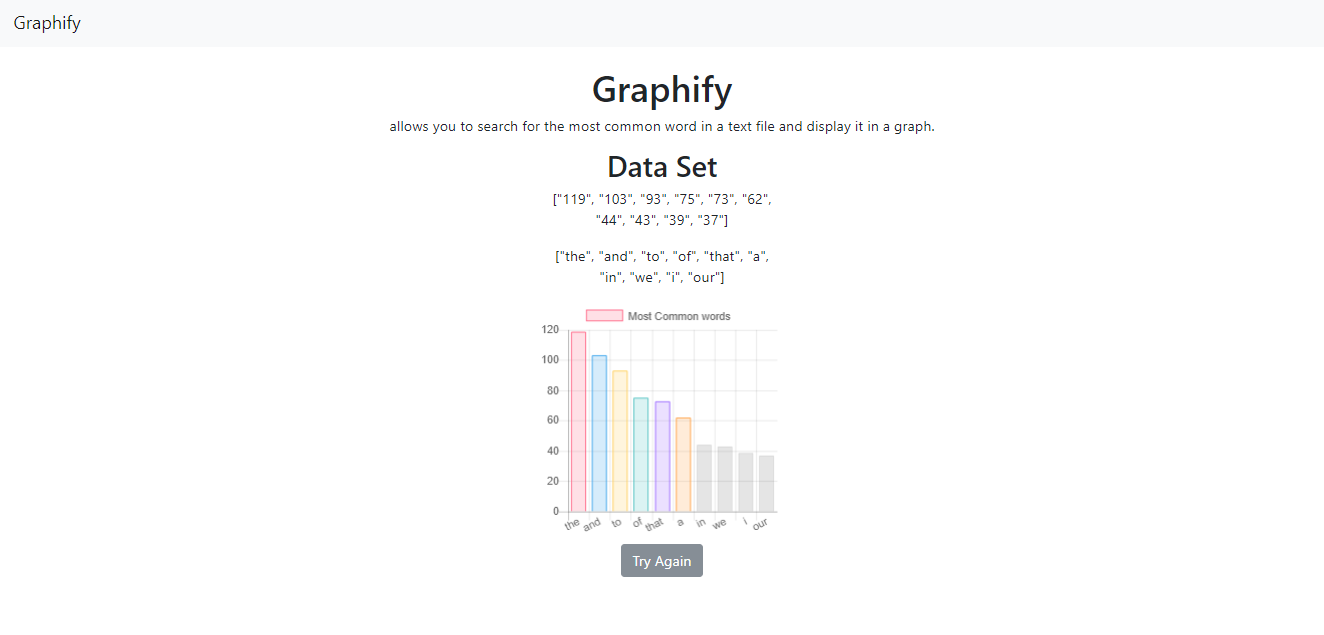 Graphify
Graphify
allows you to search for the most common word in a text file and display it in a graph.
Data Set
["119", "103", "93", "75", "73", "62",
"44", "43", "39", "37"]
["the", "and", "to", "of", "that", "a",
"in", "we", "i", "our"]
Most Common words
120
100
80
60
40
20
0
the and to of that a in we i our
Try Again